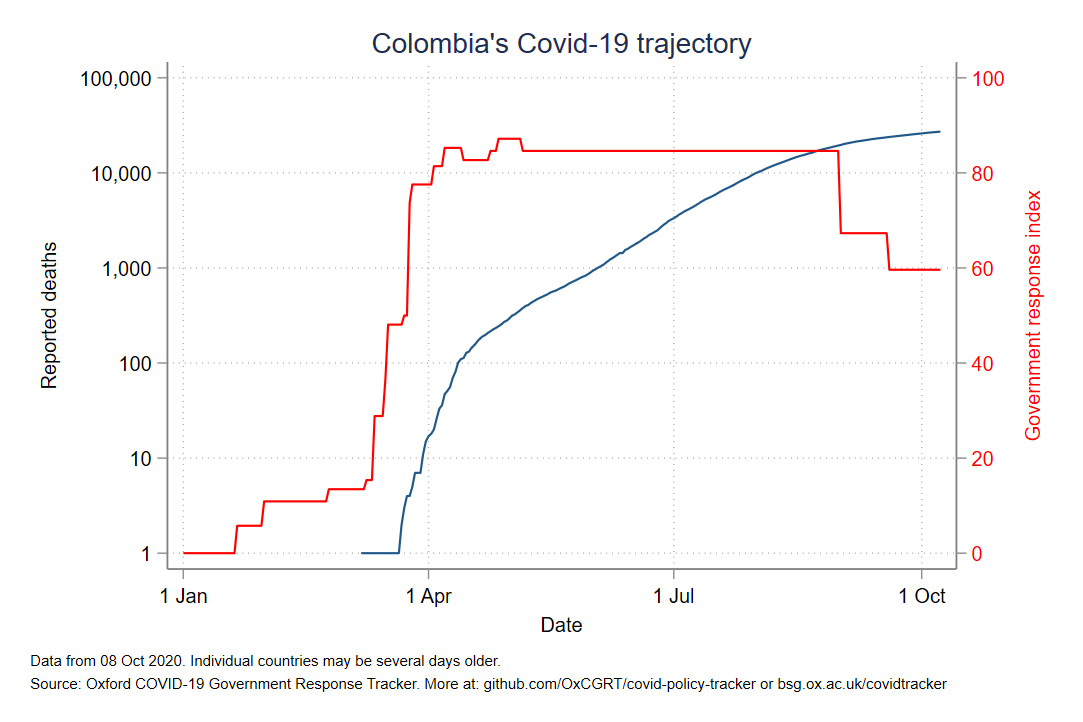 Colombia's Covid-19 trajectory
100,000
10,000
1,000
100
10
1
Reported deaths
100
80
60
40
20
0
Government response index
1 Jan
1 Apr
1 Jul
1 Oct
Date
Data from 08 Oct 2020. Individual countries may be several days older.
Source: Oxford COVID-19 Government Response Tracker. More at: github.com/OxCGRT/covid-policy-tracker or bsg.ox.ac.uk/covidtracker